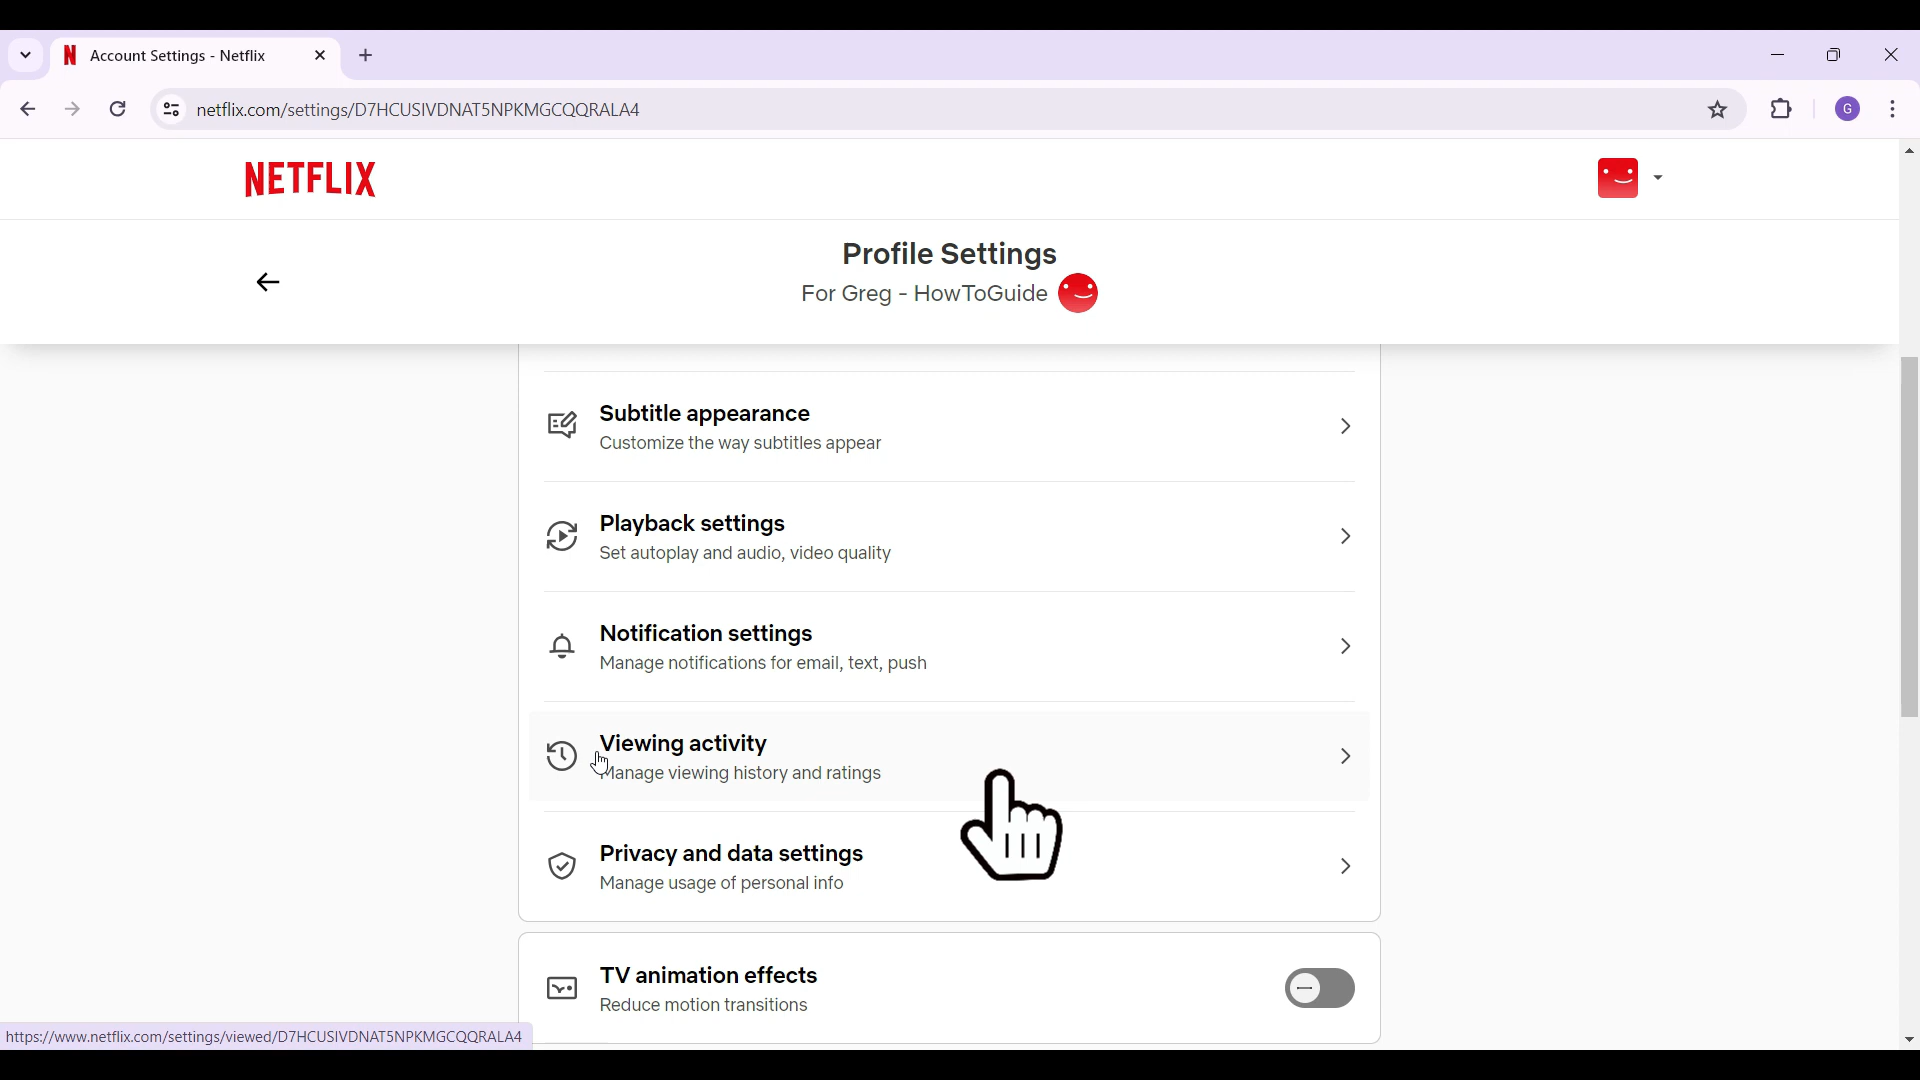 Account Settings - Netflix
netflix.com/settings/D7HCUSIVDNAT5NPKMGCQQRALA4
G
NETFLIX
Profile Settings
For Greg - HowToGuide
Subtitle appearance
Customize the way subtitles appear
Playback settings
Set autoplay and audio, video quality
Notification settings
Manage notifications for email, text, push
Viewing activity
Manage viewing history and ratings
Privacy and data settings
Manage usage of personal info
TV animation effects
Reduce motion transitions
https://www.netflix.com/settings/viewed/D7HCUSIVDNAT5NPKMGCQQRALA4